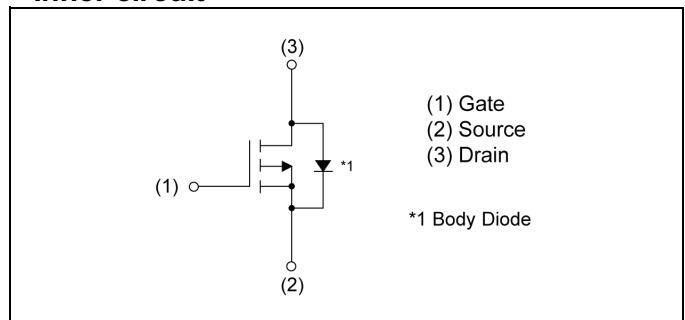 Inner circuit
(3)
(1) Gate
(2) Source
(3) Drain
*1
(1)
*1 Body Diode
(2)